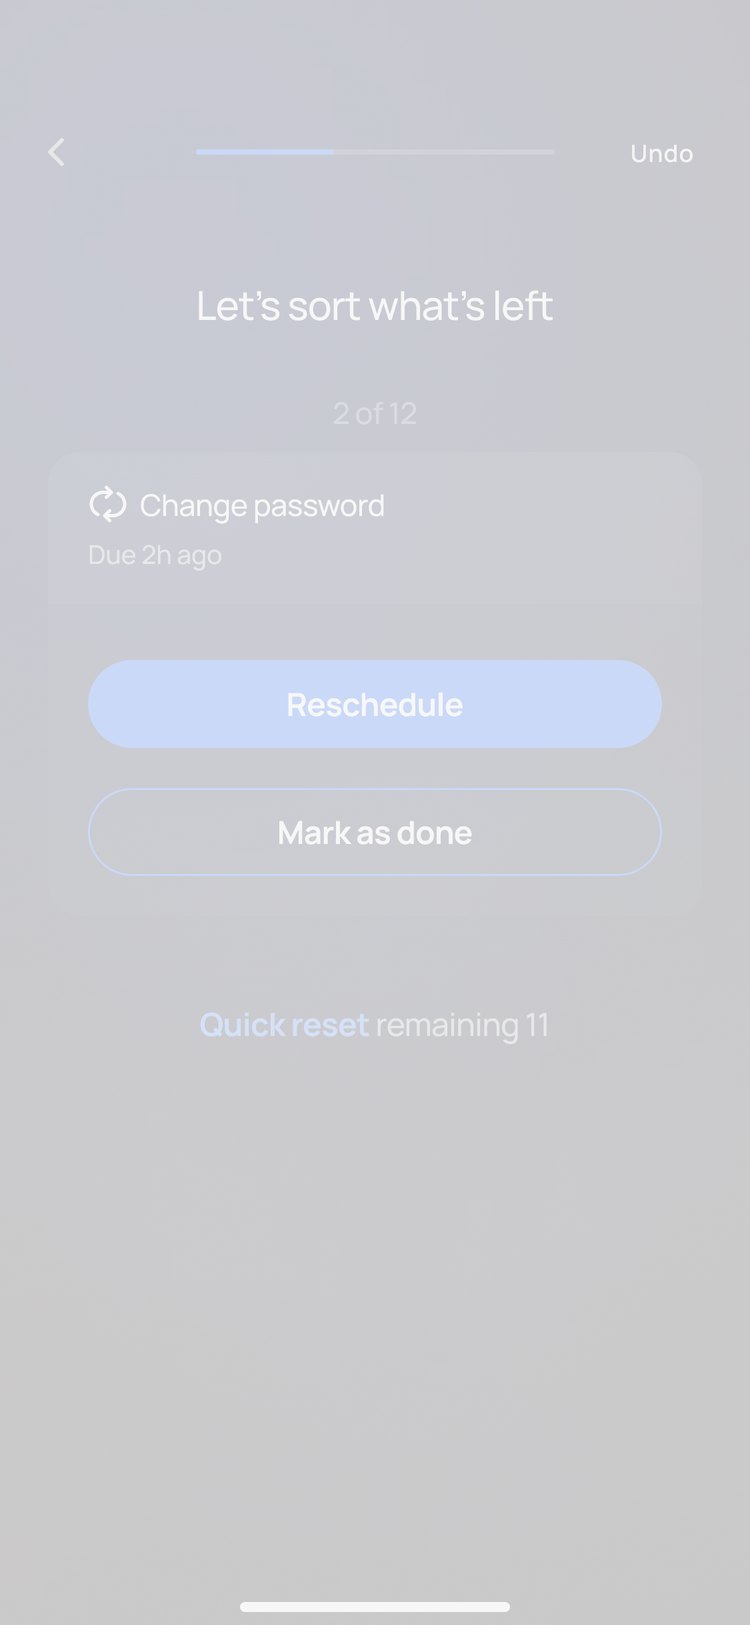 Undo
Let's sort what's left
2 of 12
Change password
Due 2h ago
Reschedule
Mark as done
Quick reset remaining 11